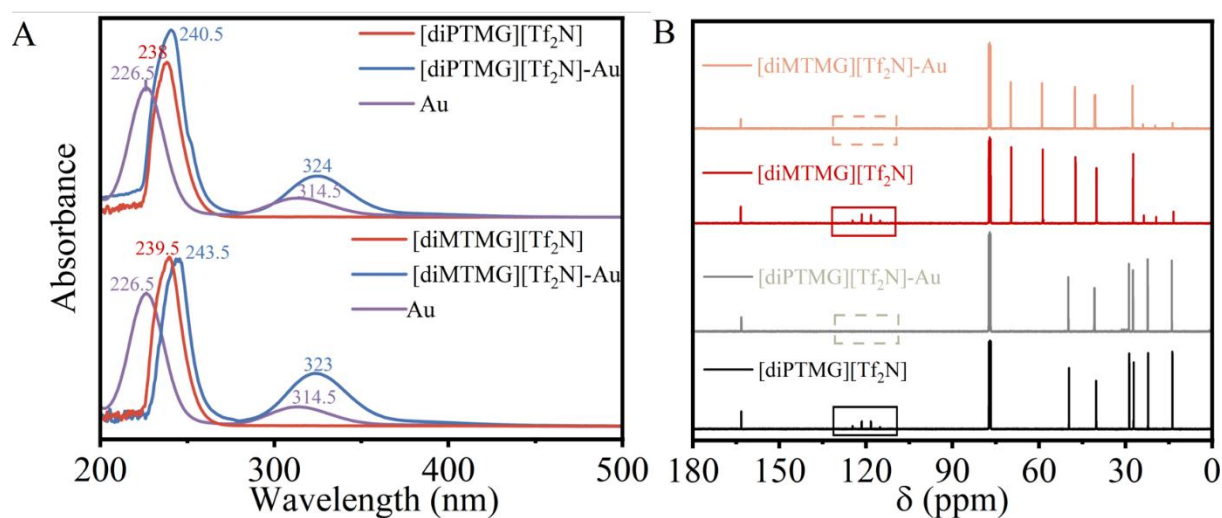 A
240.5
238
226.5
[diPTMG][Tf₂N]
[diPTMG][Tf₂N]-Au
Au
324
314.5
239.5
243.5
226.5
[diMTMG][Tf₂N]
[diMTMG][Tf₂N]-Au
Au
323
314.5
Absorbance
200 300 400 500
Wavelength (nm)
B
[diMTMG][Tf₂N]-Au
[diMTMG][Tf₂N]
[diPTMG][Tf₂N]-Au
[diPTMG][Tf₂N]
180 150 120 90 60 30 0
δ (ppm)